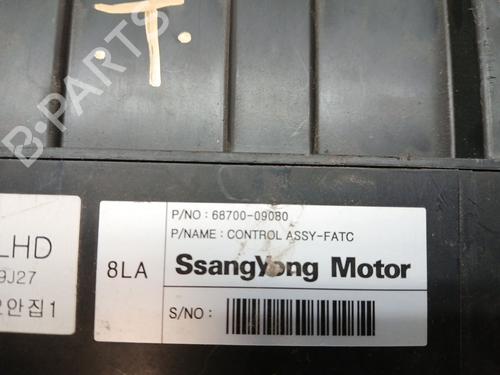 .T.
B-PARTS
P/NO : 68700-09080
P/NAME : CONTROL ASSY-FATC
LHD
9J27
안집1
8LA
SsangYong Motor
S/NO :